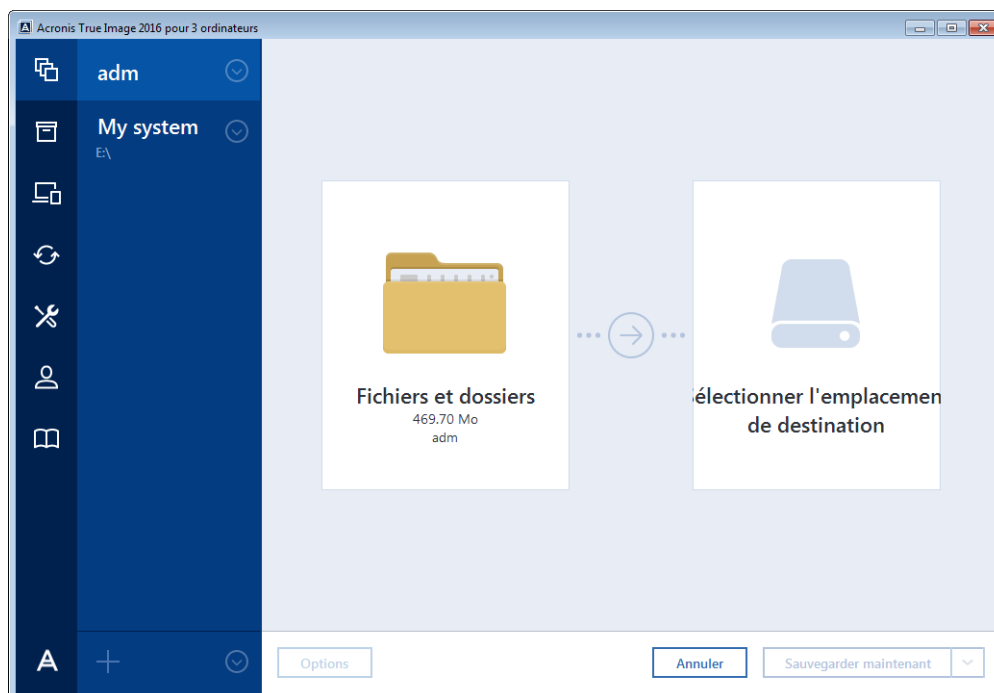 Acronis True Image 2016 pour 3 ordinateurs
adm
My system
E:\
Fichiers et dossiers
469.70 Mo
adm
électionner l'emplacemen
de destination
Options
Annuler
Sauvegarder maintenant